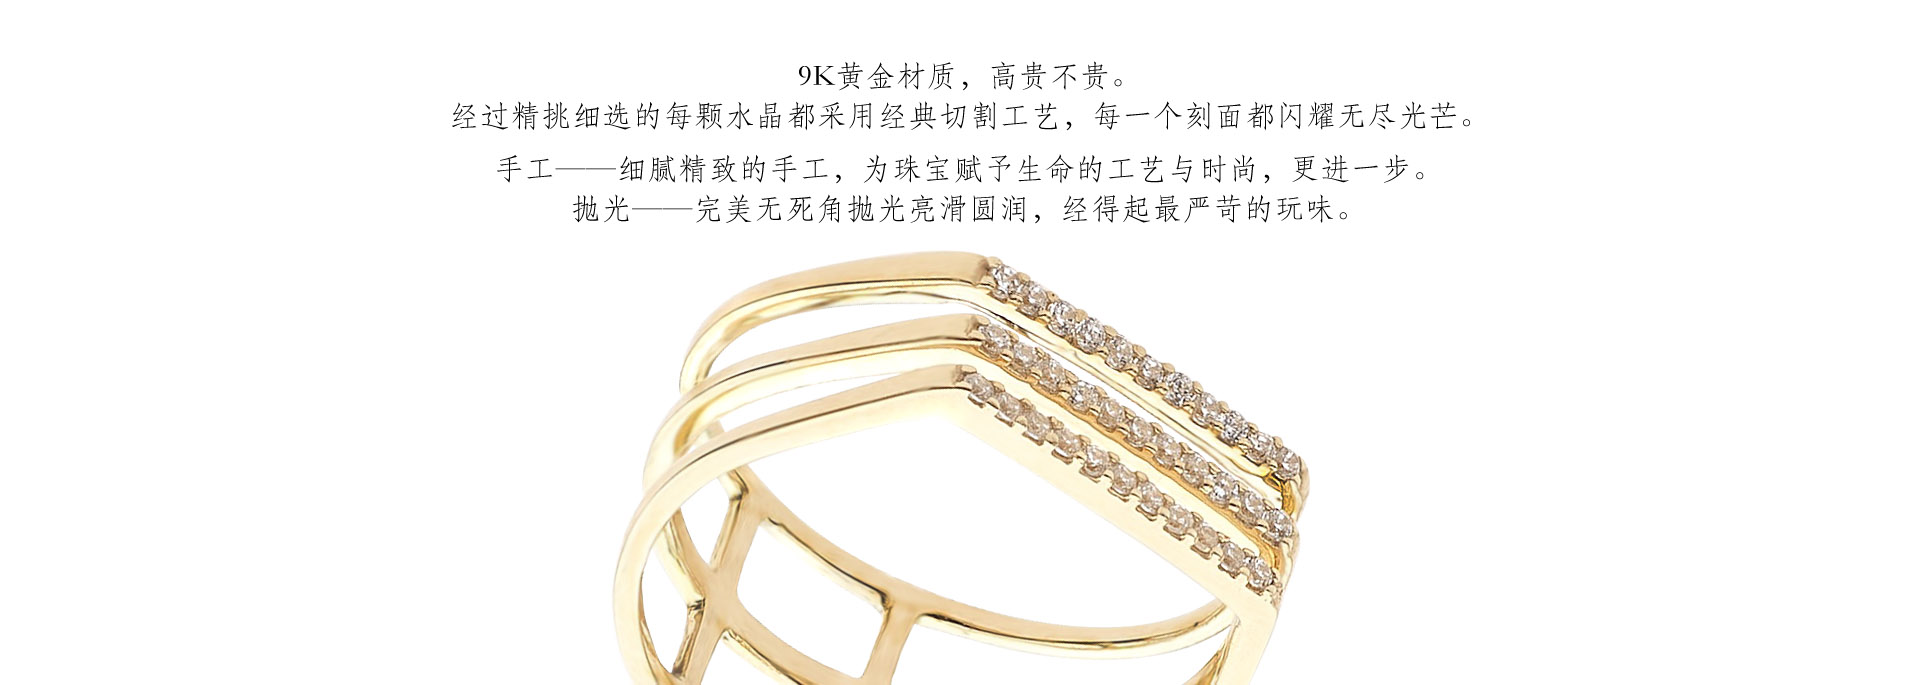 9K黄金材质，高贵不贵。
经过精挑细选的每颗水晶都采用经典切割工艺，每一个刻面都闪耀无尽光芒。
手工——细腻精致的手工，为珠宝赋予生命的工艺与时尚，更进一步。
抛光——完美无死角抛光亮滑圆润，经得起最严苛的玩味。